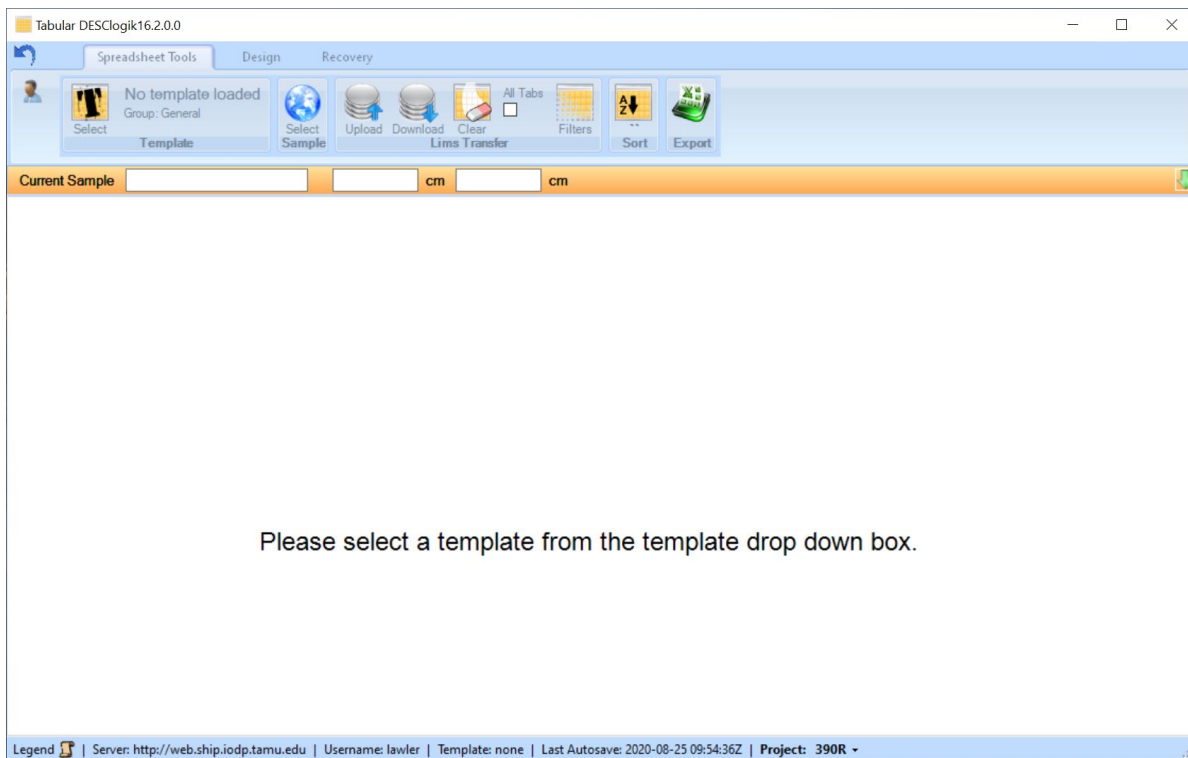 Tabular DESClogik16.2.0.0
Spreadsheet Tools Design Recovery
No template loaded
Group: General
All Tabs
Select Select Upload Download Clear Filters
Template Sample Lims Transfer Sort Export
Current Sample cm cm
Please select a template from the template drop down box.
Legend | Server: http://web.ship.iodp.tamu.edu | Username: lawler | Template: none | Last Autosave: 2020-08-25 09:54:36Z | Project: 390R